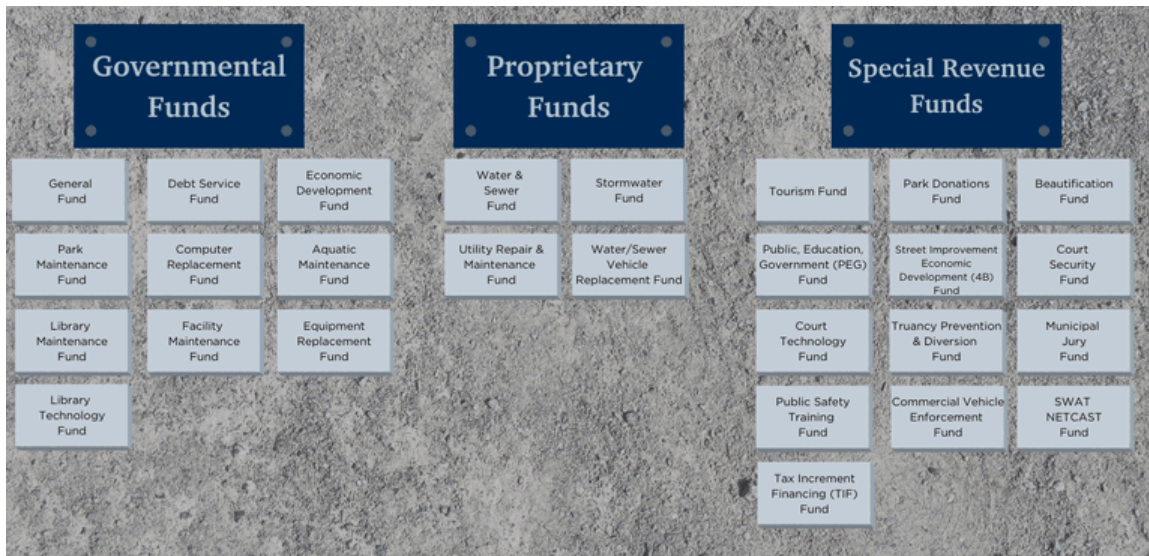 Governmental
Funds
General
Fund
Debt Service
Fund
Economic
Development
Fund
Park
Maintenance
Fund
Computer
Replacement
Fund
Aquatic
Maintenance
Fund
Library
Maintenance
Fund
Facility
Maintenance
Fund
Equipment
Replacement
Fund
Library
Technology
Fund
Proprietary
Funds
Water &
Sewer
Fund
Stormwater
Fund
Utility Repair &
Maintenance
Fund
Water/Sewer
Vehicle
Replacement Fund
Special Revenue
Funds
Tourism Fund
Park Donations
Fund
Beautification
Fund
Public, Education,
Government (PEG)
Fund
Street Improvement
Economic
Development (4B)
Fund
Court
Security
Fund
Court
Technology
Fund
Truancy Prevention
& Diversion
Fund
Municipal
Jury
Fund
Public Safety
Training
Fund
Commercial Vehicle
Enforcement
Fund
SWAT
NETCAST
Fund
Tax Increment
Financing (TIF)
Fund